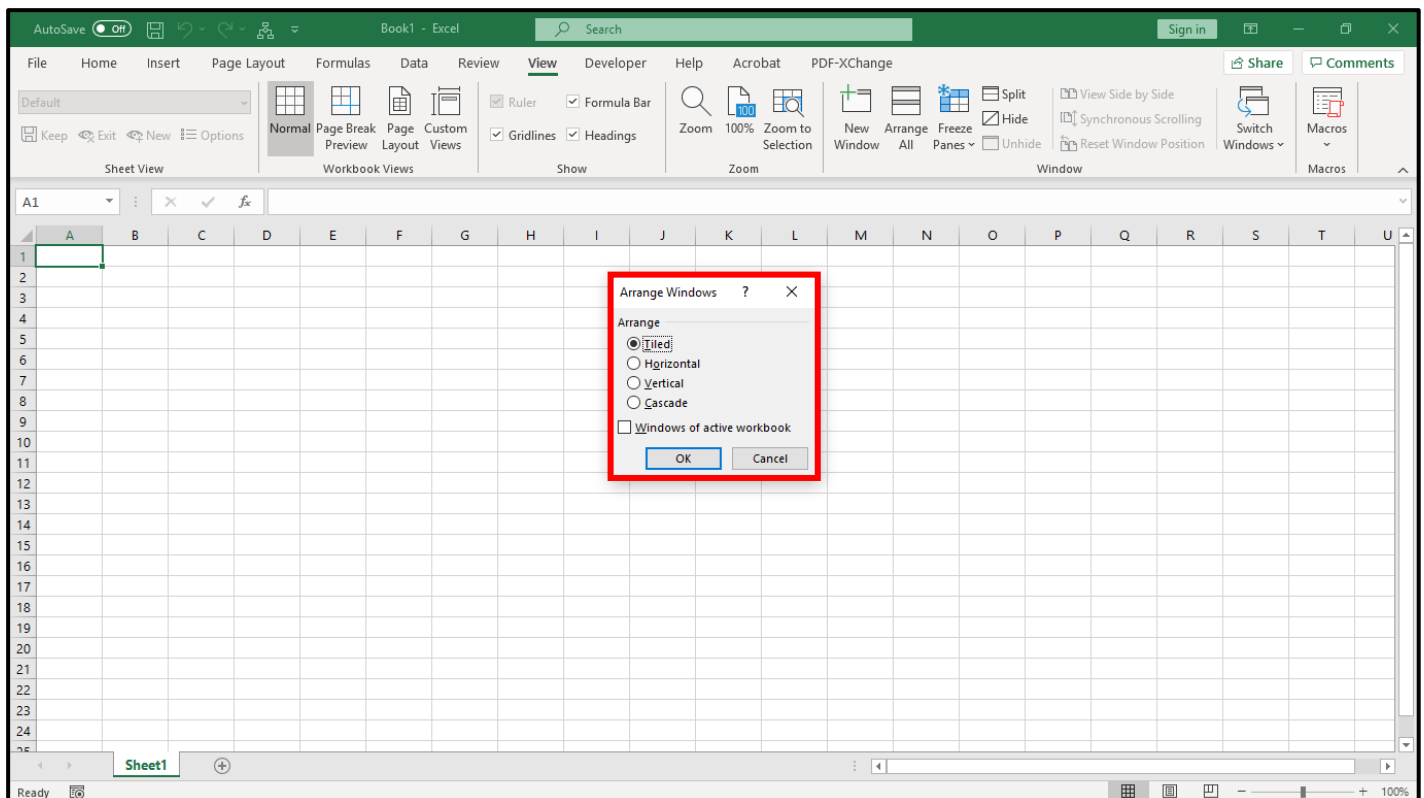 AutoSave Off Book1 - Excel Search Sign in
File Home Insert Page Layout Formulas Data Review View Developer Help Acrobat PDF-XChange Share Comments
Default
Keep Exit New Options
Sheet View
Normal Page Break Preview Page Layout Custom Views
Workbook Views
Ruler Formula Bar
Gridlines Headings
Show
Zoom 100 100% Zoom to Selection
Zoom
New Window Arrange All Freeze Panes
Split
Hide
Unhide
View Side by Side
Synchronous Scrolling
Reset Window Position
Switch Windows
Window
Macros
Macros
A1 fx
A B C D E F G H I J K L M N O P Q R S T U
1
2
3
4
5
6
7
8
9
10
11
12
13
14
15
16
17
18
19
20
21
22
23
24
25
Arrange Windows ?
Arrange
Tiled
Horizontal
Vertical
Cascade
Windows of active workbook
OK Cancel
Sheet1
Ready 100%